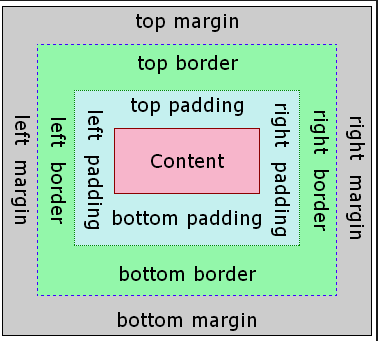 top margin
top border
top padding
left margin
left border
left padding
Content
right padding
right border
right margin
bottom padding
bottom border
bottom margin